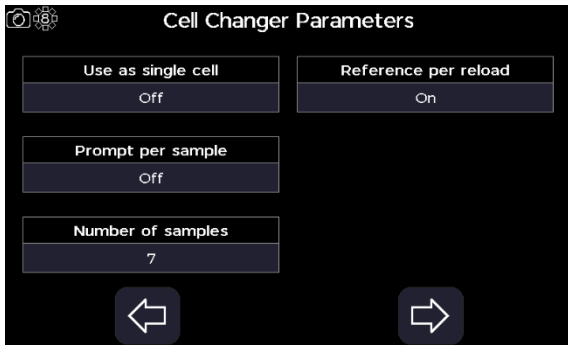 8
Cell Changer Parameters
Use as single cell
Off
Reference per reload
On
Prompt per sample
Off
Number of samples
7